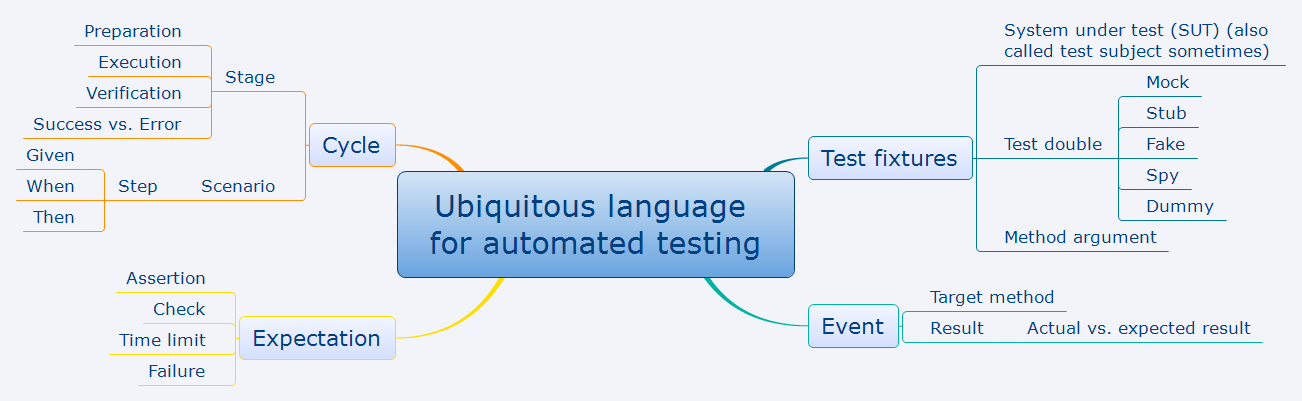 Ubiquitous language
for automated testing
Cycle
Stage
Preparation
Execution
Verification
Success vs. Error
Scenario
Step
Given
When
Then
Expectation
Assertion
Check
Time limit
Failure
Test fixtures
System under test (SUT) (also
called test subject sometimes)
Test double
Mock
Stub
Fake
Spy
Dummy
Method argument
Event
Target method
Result
Actual vs. expected result